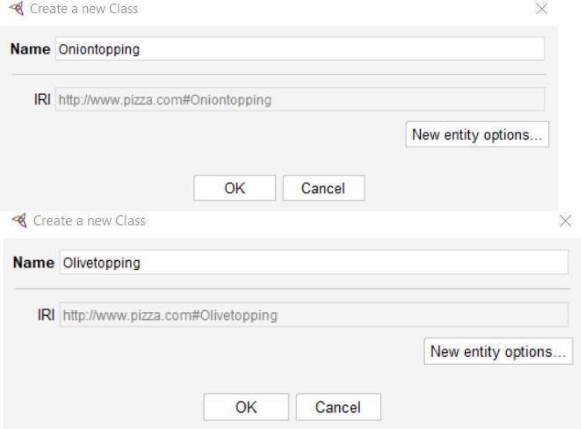 Create a new Class
Name Oniontopping
IRI http://www.pizza.com#Oniontopping
New entity options...
OK Cancel
Create a new Class
Name Olivetopping
IRI http://www.pizza.com#Olivetopping
New entity options...
OK Cancel